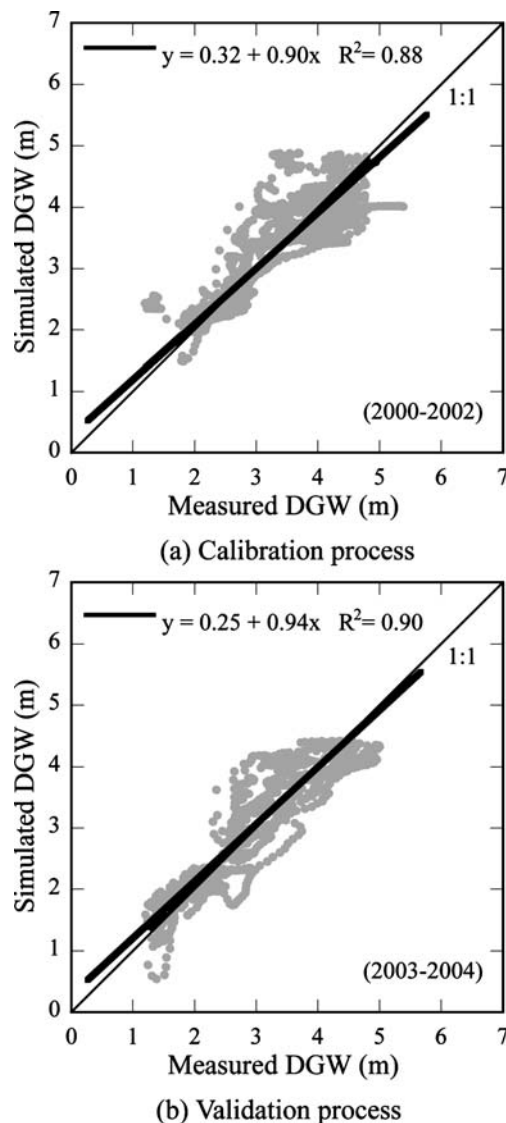 7
y = 0.32 + 0.90x R²= 0.88
6
1:1
5
4
3
2
1
0
Simulated DGW (m)
(2000-2002)
0 1 2 3 4 5 6 7
Measured DGW (m)
(a) Calibration process
7
y = 0.25 + 0.94x R²= 0.90
6
1:1
5
4
3
2
1
0
Simulated DGW (m)
(2003-2004)
0 1 2 3 4 5 6 7
Measured DGW (m)
(b) Validation process